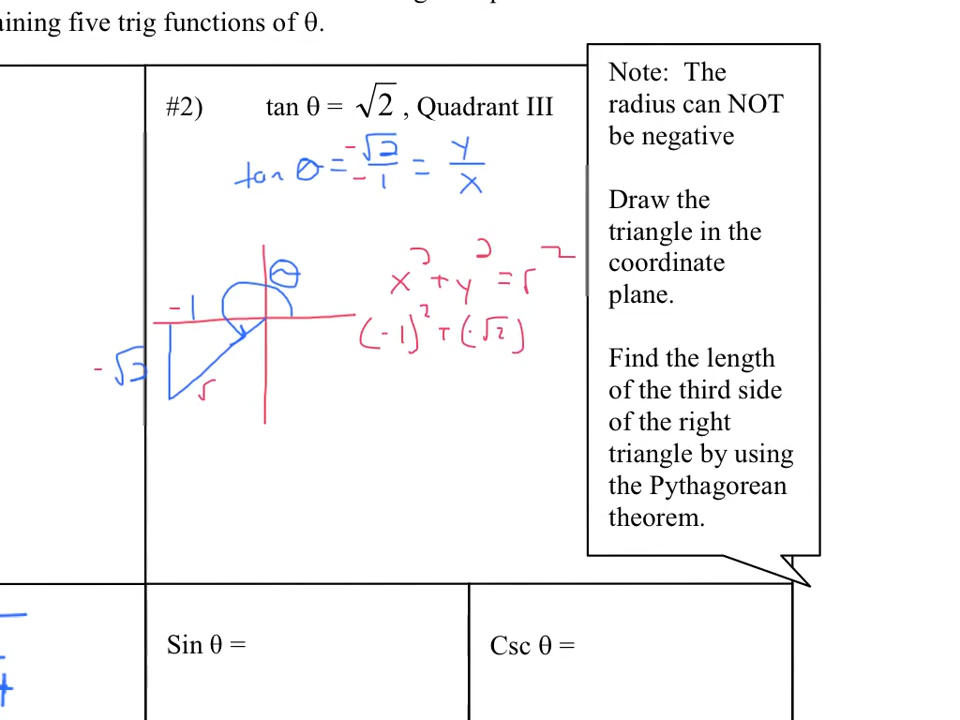 ining five trig functions of θ.
#2) tan θ = √2 , Quadrant III
tan θ = -√2/-1 = y/x
θ
-1
-√2
r
x² + y² = r²
(-1)² + (-√2)
Note: The
radius can NOT
be negative
Draw the
triangle in the
coordinate
plane.
Find the length
of the third side
of the right
triangle by using
the Pythagorean
theorem.
Sin θ =
Csc θ =